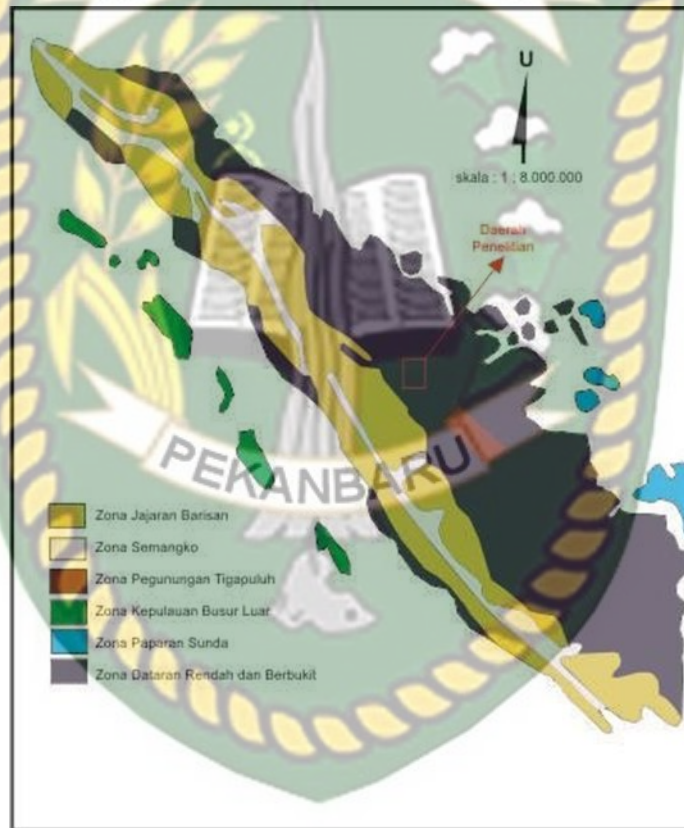 U
skala : 1 : 8.000.000
Daerah
Penelitian
PEKANBARU
Zona Jajaran Barisan
Zona Semangko
Zona Pegunungan Tigapuluh
Zona Kepulauan Busur Luar
Zona Paparan Sunda
Zona Dataran Rendah dan Berbukit